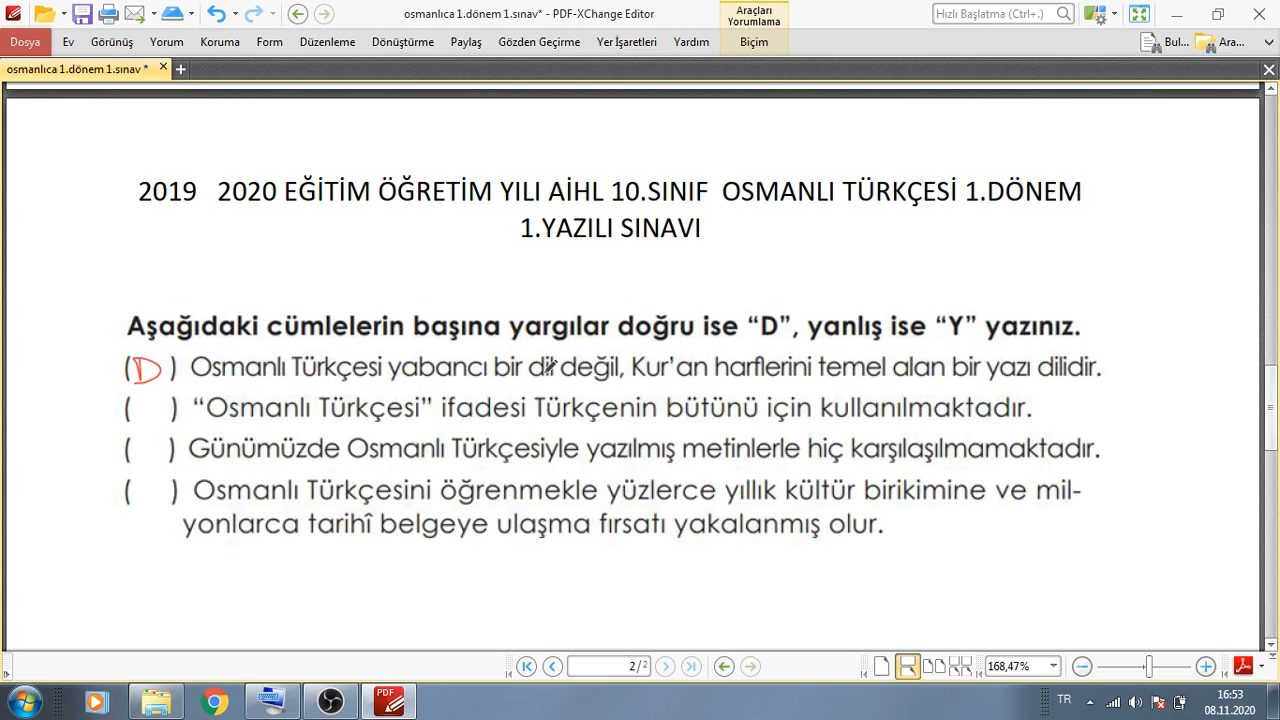 osmanlıca 1.dönem 1.sınav * - PDF-XChange Editor
Araçları
Yorumlama
Hızlı Başlatma (Ctrl+.)
Dosya Ev Görünüş Yorum Koruma Form Düzenleme Dönüştürme Paylaş Gözden Geçirme Yer İşaretleri Yardım Biçim Bul... Ara...
osmanlıca 1.dönem 1.sınav *
2019 2020 EĞİTİM ÖĞRETİM YILI AİHL 10.SINIF OSMANLI TÜRKÇESİ 1.DÖNEM
1.YAZILI SINAVI
Aşağıdaki cümlelerin başına yargılar doğru ise “D”, yanlış ise “Y” yazınız.
(D) Osmanlı Türkçesi yabancı bir dil değil, Kur’an harflerini temel alan bir yazı dilidir.
( ) “Osmanlı Türkçesi” ifadesi Türkçenin bütünü için kullanılmaktadır.
( ) Günümüzde Osmanlı Türkçesiyle yazılmış metinlerle hiç karşılaşılmamaktadır.
( ) Osmanlı Türkçesini öğrenmekle yüzlerce yıllık kültür birikimine ve mil-
yonlarca tarihî belgeye ulaşma fırsatı yakalanmış olur.
2 / 2
168,47%
PDF
TR
16:53
08.11.2020